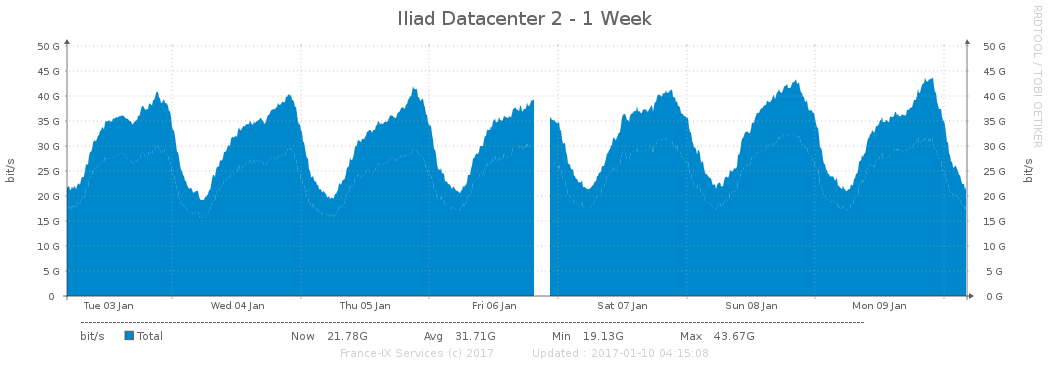 Iliad Datacenter 2 - 1 Week
RRDTOOL / TOBI OETIKER
50 G 50 G
45 G 45 G
40 G 40 G
35 G 35 G
30 G 30 G
25 G 25 G
20 G 20 G
15 G 15 G
10 G 10 G
5 G 5 G
0 0 G
bit/s bit/s
Tue 03 Jan Wed 04 Jan Thu 05 Jan Fri 06 Jan Sat 07 Jan Sun 08 Jan Mon 09 Jan
bit/s Total Now 21.78G Avg 31.71G Min 19.13G Max 43.67G
France-IX Services (c) 2017 Updated : 2017-01-10 04:15:08